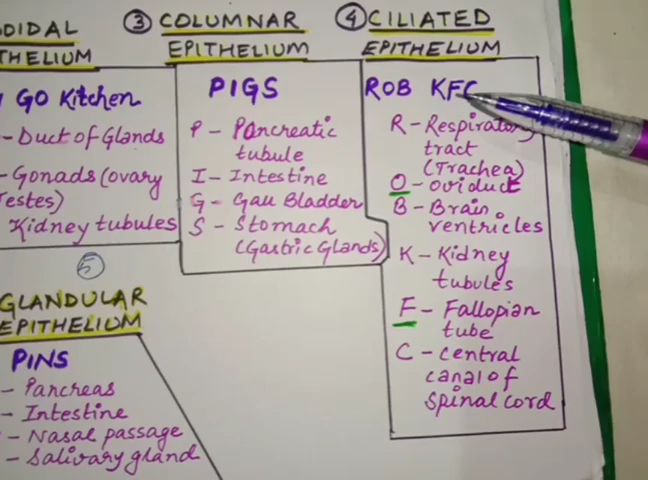 OIDAL
THELIUM
GO Kitchen
- Duct of Glands
- Gonads (ovary
Testes)
Kidney tubules
③ COLUMNAR
EPITHELIUM
PIGS
P - Pancreatic
tubule
I - Intestine
G - Gall Bladder
S - Stomach
(Gastric Glands)
④ CILIATED
EPITHELIUM
ROB KFC
R - Respiratory
tract
(Trachea)
O - oviduct
B - Brain
ventricles
K - Kidney
tubules
F - Fallopian
tube
C - central
canal of
spinal cord
⑤
GLANDULAR
EPITHELIUM
PINS
- Pancreas
- Intestine
- Nasal passage
- Salivary gland